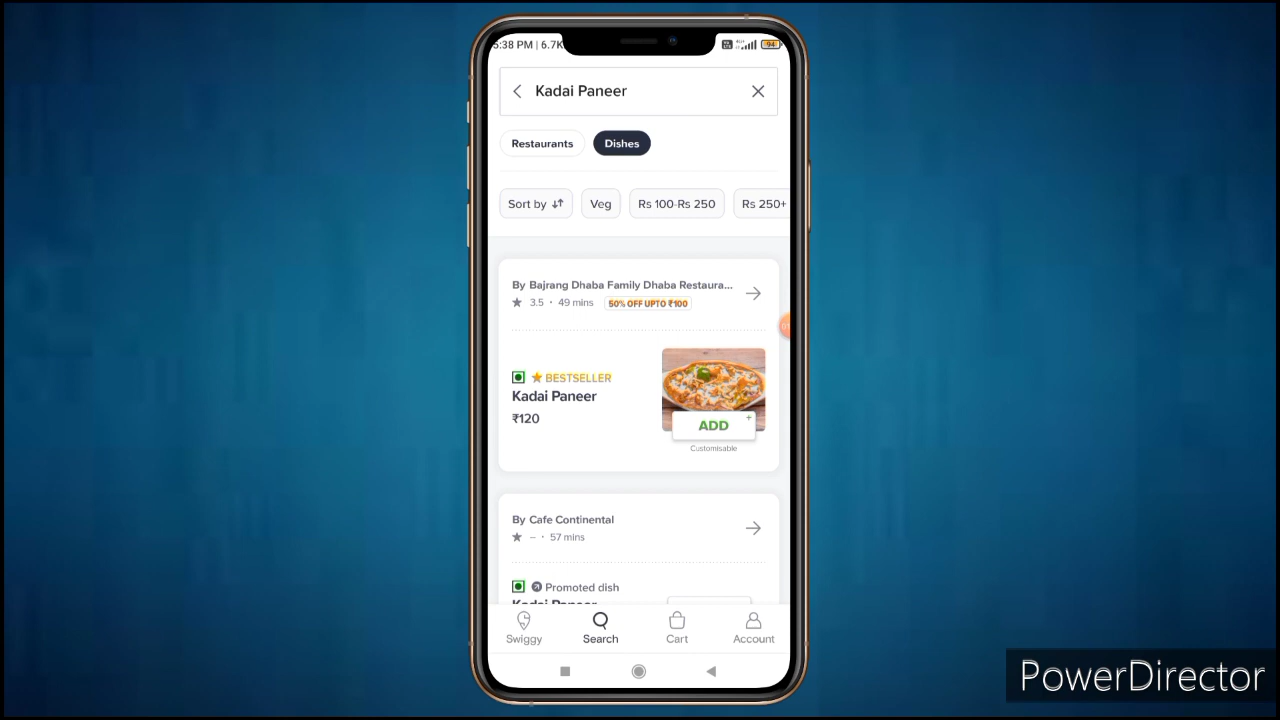 5:38 PM | 6.7K
94
Kadai Paneer
Restaurants
Dishes
Sort by
Veg
Rs 100-Rs 250
Rs 250+
By Bajrang Dhaba Family Dhaba Restaura...
3.5 · 49 mins
50% OFF UPTO ₹100
BESTSELLER
Kadai Paneer
₹120
ADD +
Customisable
By Cafe Continental
-- · 57 mins
Promoted dish
Kadai Paneer
Swiggy
Search
Cart
Account
PowerDirector